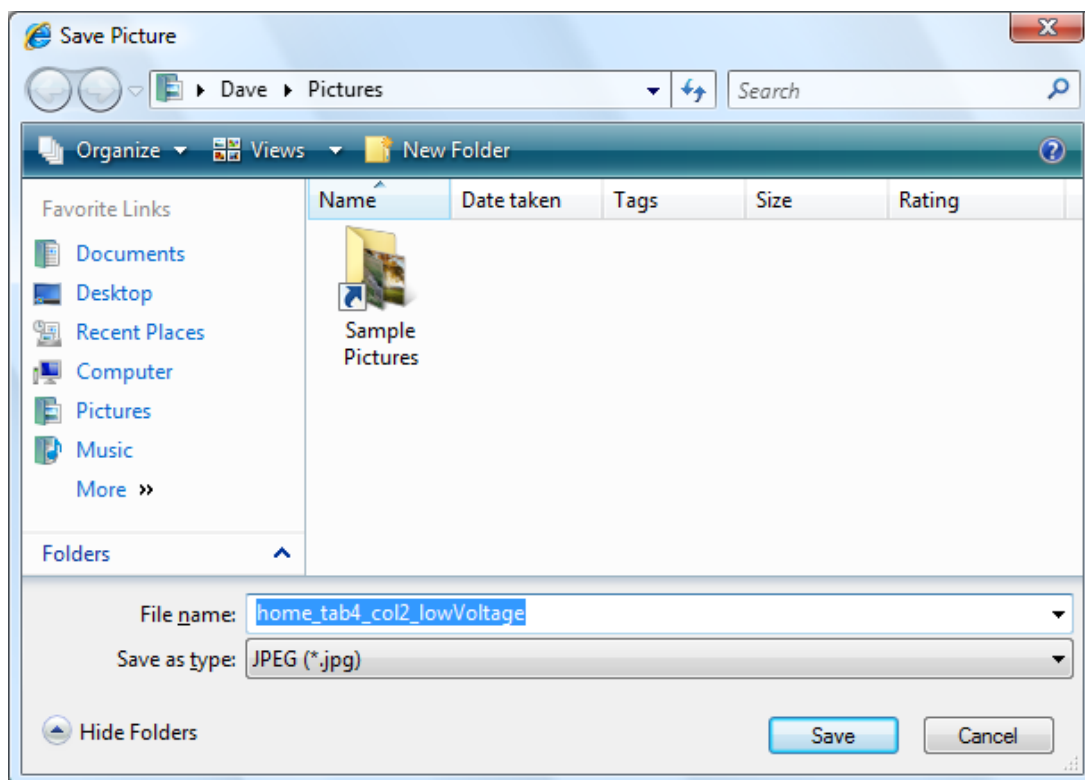 Save Picture
Dave Pictures
Search
Organize Views New Folder
Favorite Links
Documents
Desktop
Recent Places
Computer
Pictures
Music
More »
Folders
Name Date taken Tags Size Rating
Sample
Pictures
File name: home_tab4_col2_lowVoltage
Save as type: JPEG (*.jpg)
Hide Folders
Save Cancel